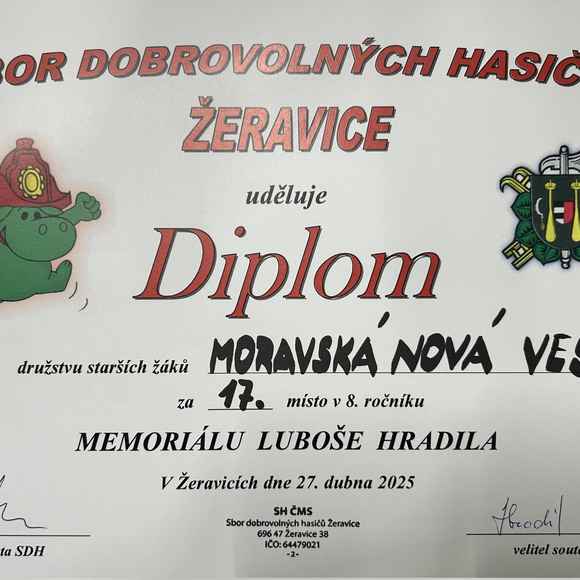 BOR DOBROVOLNÝCH HASIČ
ŽERAVICE
uděluje
Diplom
družstvu starších žáků MORAVSKÁ NOVÁ VES
za 17. místo v 8. ročníku
MEMORIÁLU LUBOŠE HRADILA
V Žeravicích dne 27. dubna 2025
SH ČMS
Sbor dobrovolných hasičů Žeravice
696 47 Žeravice 38
IČO: 64479021
-2-
ta SDH
Hradil
velitel soutě